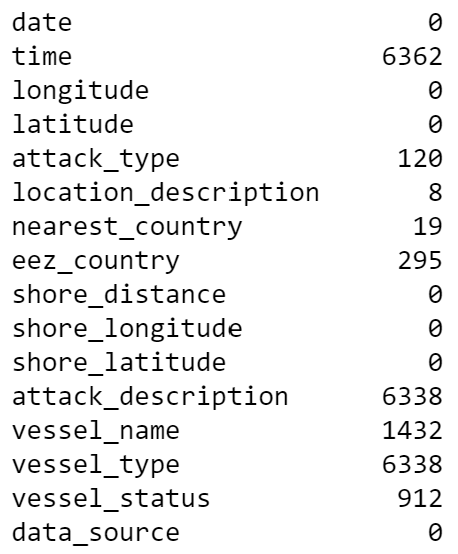 date 0
time 6362
longitude 0
latitude 0
attack_type 120
location_description 8
nearest_country 19
eez_country 295
shore_distance 0
shore_longitude 0
shore_latitude 0
attack_description 6338
vessel_name 1432
vessel_type 6338
vessel_status 912
data_source 0